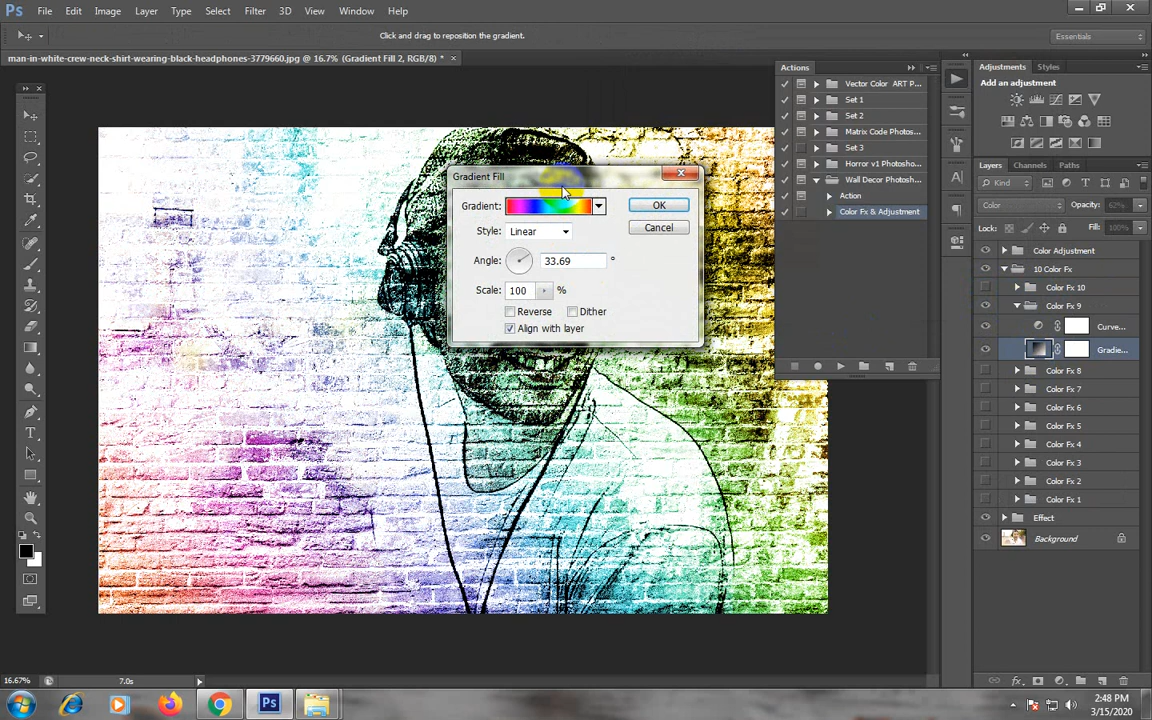 Ps File Edit Image Layer Type Select Filter 3D View Window Help
Click and drag to reposition the gradient.
Essentials
man-in-white-crew-neck-shirt-wearing-black-headphones-3779660.jpg @ 16.7% (Gradient Fill 2, RGB/8) *
Actions
Vector Color ART P...
Set 1
Set 2
Matrix Code Photos...
Set 3
Horror v1 Photosho...
Wall Decor Photosh...
Action
Color Fx & Adjustment
Gradient Fill
Gradient:
OK
Style: Linear
Cancel
Angle: 33.69 °
Scale: 100 %
Reverse Dither
Align with layer
Adjustments Styles
Add an adjustment
Layers Channels Paths
Kind
Color Opacity: 62%
Lock: Fill: 100%
Color Adjustment
10 Color Fx
Color Fx 10
Color Fx 9
Curve...
Gradie...
Color Fx 8
Color Fx 7
Color Fx 6
Color Fx 5
Color Fx 4
Color Fx 3
Color Fx 2
Color Fx 1
Effect
Background
16.67% 7.0s
Ps
2:48 PM
3/15/2020